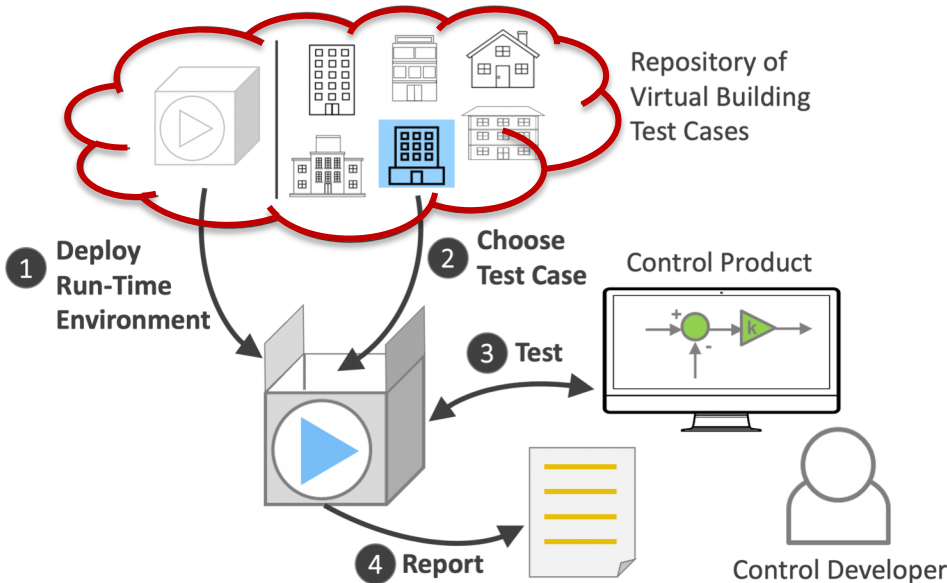 Repository of
Virtual Building
Test Cases
1 Deploy
Run-Time
Environment
2 Choose
Test Case
Control Product
+
-
k
3 Test
4 Report
Control Developer